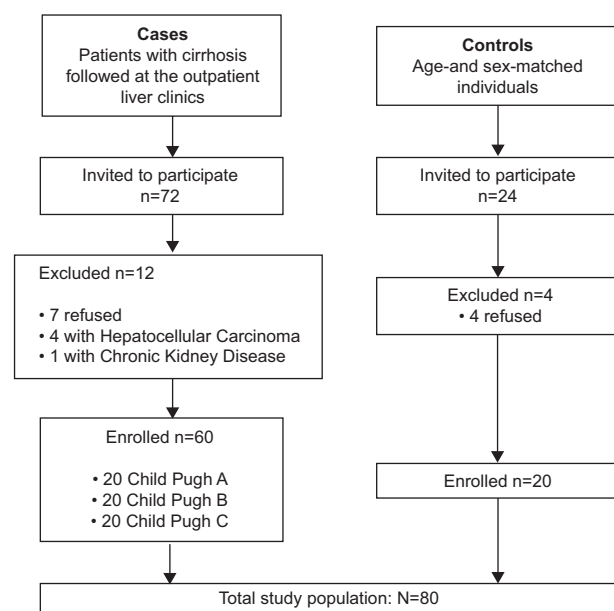 Cases
Patients with cirrhosis
followed at the outpatient
liver clinics
Invited to participate
n=72
Excluded n=12
• 7 refused
• 4 with Hepatocellular Carcinoma
• 1 with Chronic Kidney Disease
Enrolled n=60
• 20 Child Pugh A
• 20 Child Pugh B
• 20 Child Pugh C
Controls
Age-and sex-matched
individuals
Invited to participate
n=24
Excluded n=4
• 4 refused
Enrolled n=20
Total study population: N=80